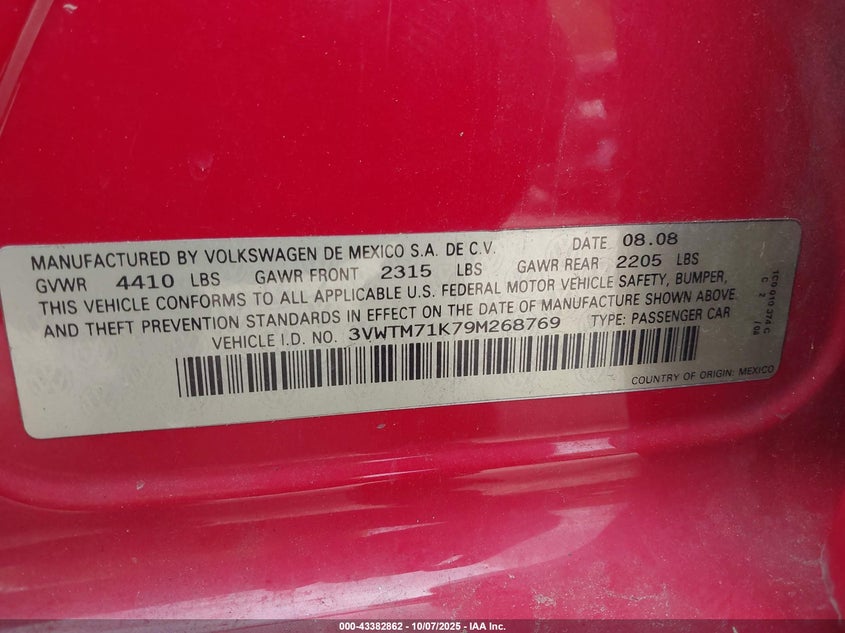 MANUFACTURED BY VOLKSWAGEN DE MEXICO S.A. DE C.V. DATE 08.08
GVWR 4410 LBS GAWR FRONT 2315 LBS GAWR REAR 2205 LBS
THIS VEHICLE CONFORMS TO ALL APPLICABLE U.S. FEDERAL MOTOR VEHICLE SAFETY, BUMPER,
AND THEFT PREVENTION STANDARDS IN EFFECT ON THE DATE OF MANUFACTURE SHOWN ABOVE.
VEHICLE I.D. NO. 3VWTM71K79M268769 TYPE: PASSENGER CAR
COUNTRY OF ORIGIN: MEXICO
1C0 010 374 C
000-43382862 - 10/07/2025 - IAA Inc.